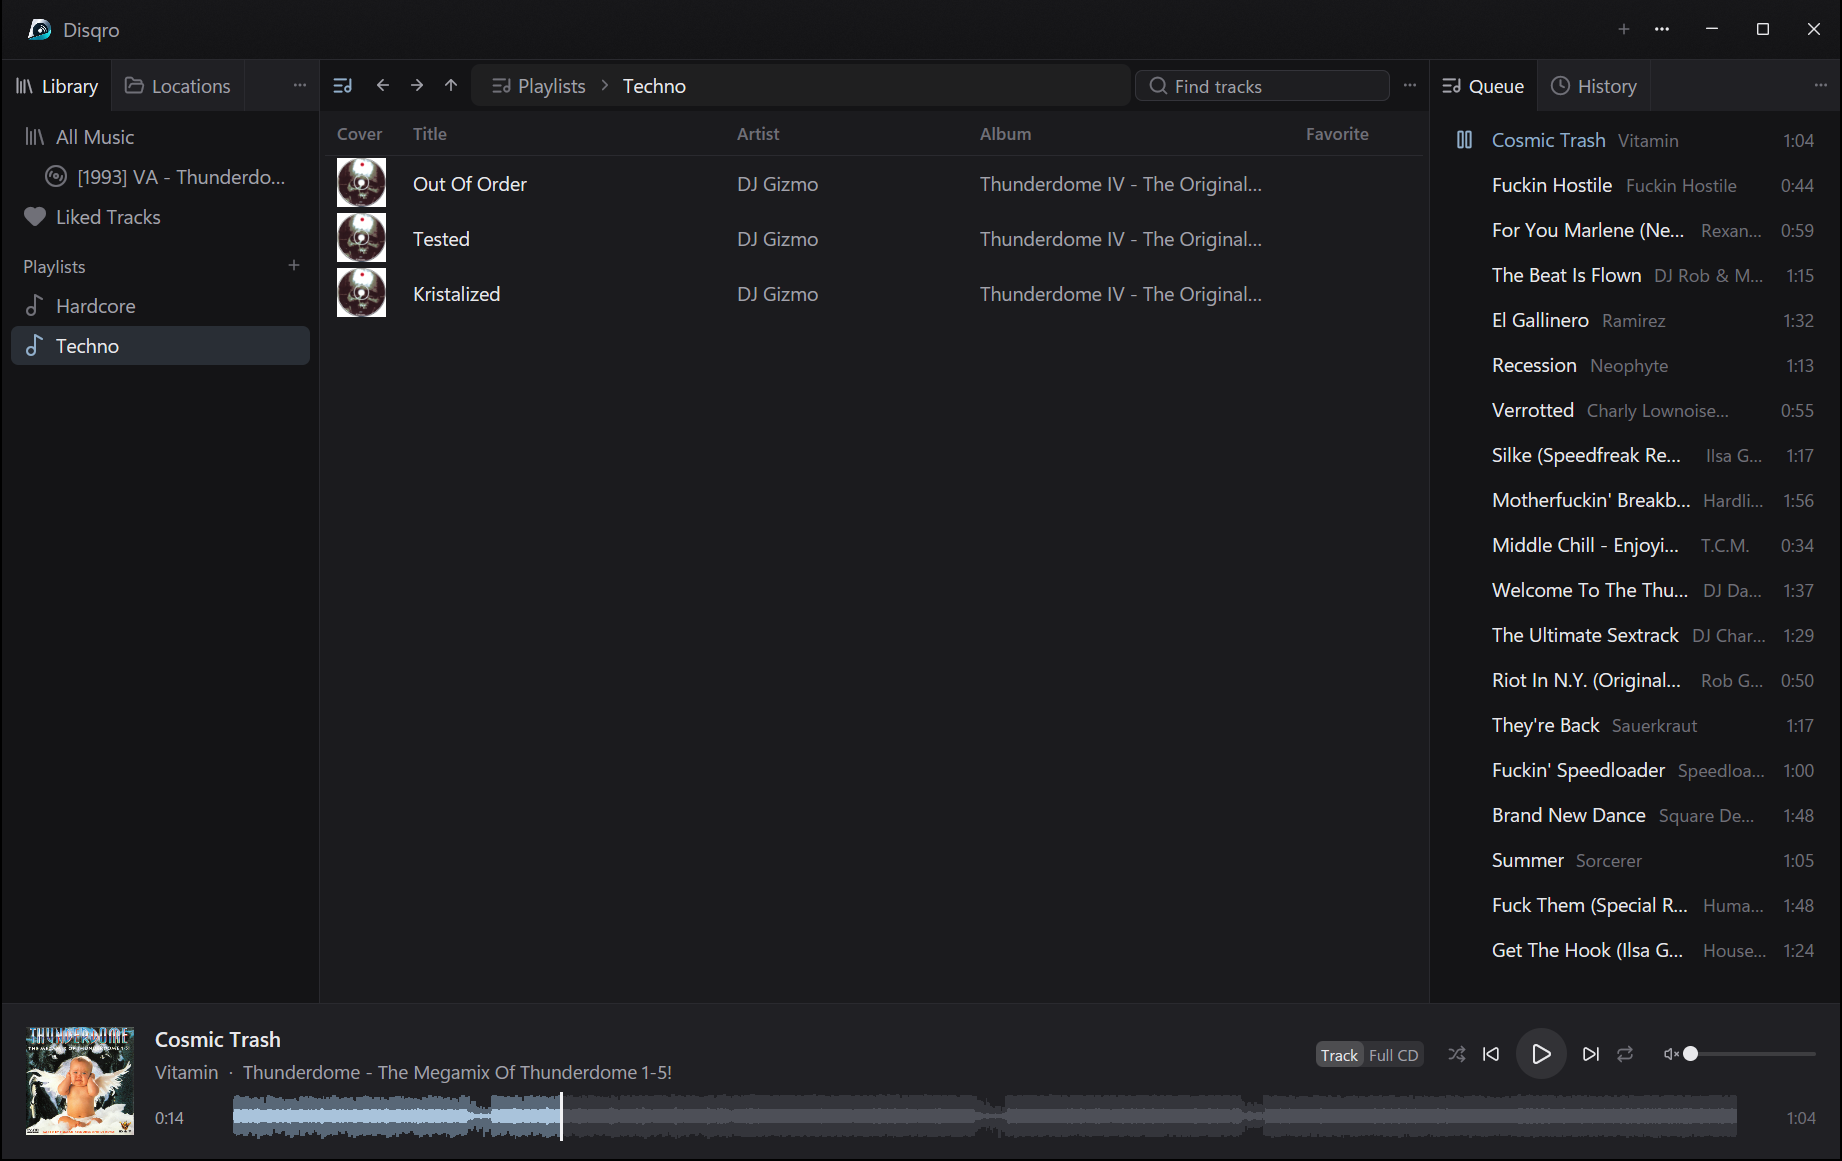 Disqro
Library
Locations
Playlists
Techno
Find tracks
Queue
History
All Music
[1993] VA - Thunderdo...
Liked Tracks
Playlists
Hardcore
Techno
Cover Title Artist Album Favorite
Out Of Order DJ Gizmo Thunderdome IV - The Original...
Tested DJ Gizmo Thunderdome IV - The Original...
Kristalized DJ Gizmo Thunderdome IV - The Original...
Cosmic Trash Vitamin 1:04
Fuckin Hostile Fuckin Hostile 0:44
For You Marlene (Ne... Rexan... 0:59
The Beat Is Flown DJ Rob & M... 1:15
El Gallinero Ramirez 1:32
Recession Neophyte 1:13
Verrotted Charly Lownoise... 0:55
Silke (Speedfreak Re... Ilsa G... 1:17
Motherfuckin' Breakb... Hardli... 1:56
Middle Chill - Enjoyi... T.C.M. 0:34
Welcome To The Thu... DJ Da... 1:37
The Ultimate Sextrack DJ Char... 1:29
Riot In N.Y. (Original... Rob G... 0:50
They're Back Sauerkraut 1:17
Fuckin' Speedloader Speedloa... 1:00
Brand New Dance Square De... 1:48
Summer Sorcerer 1:05
Fuck Them (Special R... Huma... 1:48
Get The Hook (Ilsa G... House... 1:24
THUNDERDOME
THE MEGAMIX OF THUNDERDOME 1-5!
Cosmic Trash
Vitamin · Thunderdome - The Megamix Of Thunderdome 1-5!
Track Full CD
0:14
1:04